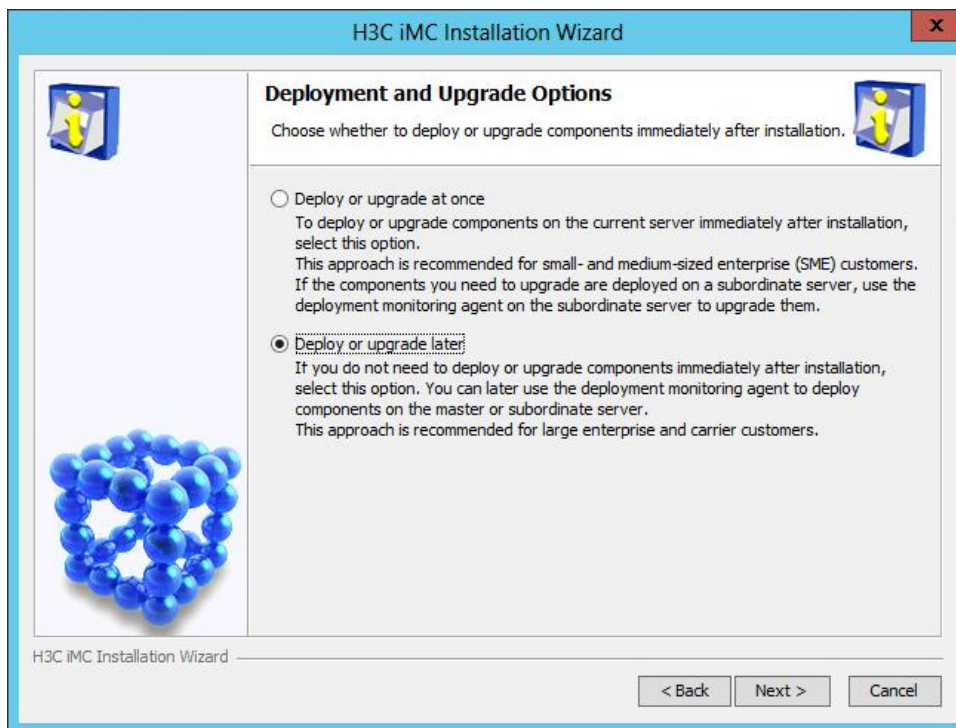 H3C iMC Installation Wizard
x
Deployment and Upgrade Options
Choose whether to deploy or upgrade components immediately after installation.
Deploy or upgrade at once
To deploy or upgrade components on the current server immediately after installation,
select this option.
This approach is recommended for small- and medium-sized enterprise (SME) customers.
If the components you need to upgrade are deployed on a subordinate server, use the
deployment monitoring agent on the subordinate server to upgrade them.
Deploy or upgrade later
If you do not need to deploy or upgrade components immediately after installation,
select this option. You can later use the deployment monitoring agent to deploy
components on the master or subordinate server.
This approach is recommended for large enterprise and carrier customers.
H3C iMC Installation Wizard
< Back
Next >
Cancel